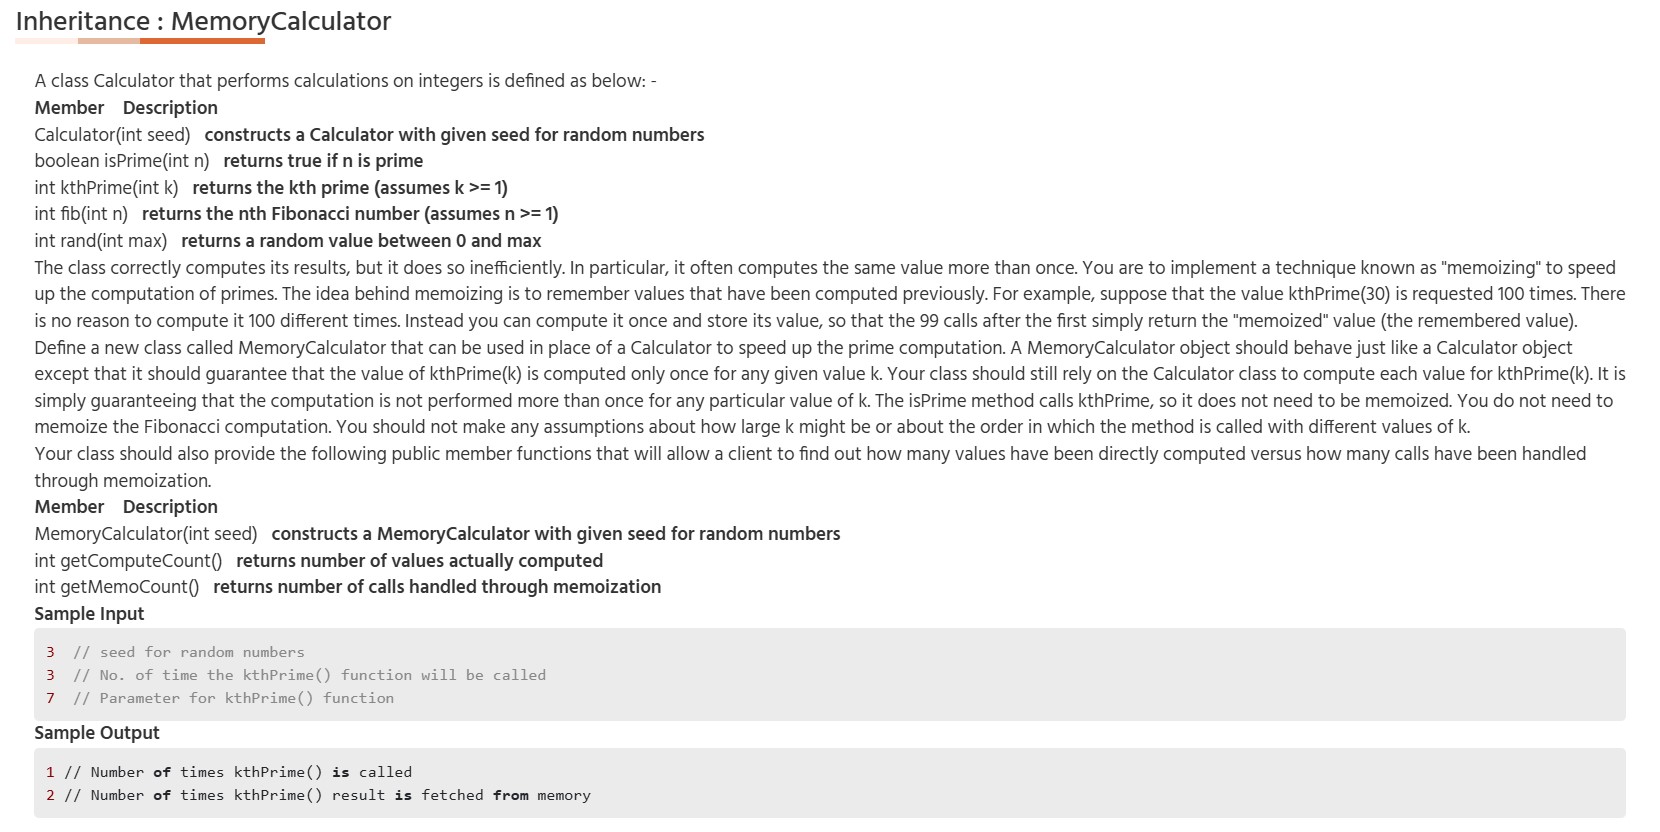 Inheritance : MemoryCalculator
A class Calculator that performs calculations on integers is defined as below: -
Member Description
Calculator(int seed) constructs a Calculator with given seed for random numbers
boolean isPrime(int n) returns true if n is prime
int kthPrime(int k) returns the kth prime (assumes k >= 1)
int fib(int n) returns the nth Fibonacci number (assumes n >= 1)
int rand(int max) returns a random value between 0 and max
The class correctly computes its results, but it does so inefficiently. In particular, it often computes the same value more than once. You are to implement a technique known as "memoizing" to speed
up the computation of primes. The idea behind memoizing is to remember values that have been computed previously. For example, suppose that the value kthPrime(30) is requested 100 times. There
is no reason to compute it 100 different times. Instead you can compute it once and store its value, so that the 99 calls after the first simply return the "memoized" value (the remembered value).
Define a new class called MemoryCalculator that can be used in place of a Calculator to speed up the prime computation. A MemoryCalculator object should behave just like a Calculator object
except that it should guarantee that the value of kthPrime(k) is computed only once for any given value k. Your class should still rely on the Calculator class to compute each value for kthPrime(k). It is
simply guaranteeing that the computation is not performed more than once for any particular value of k. The isPrime method calls kthPrime, so it does not need to be memoized. You do not need to
memoize the Fibonacci computation. You should not make any assumptions about how large k might be or about the order in which the method is called with different values of k.
Your class should also provide the following public member functions that will allow a client to find out how many values have been directly computed versus how many calls have been handled
through memoization.
Member Description
MemoryCalculator(int seed) constructs a MemoryCalculator with given seed for random numbers
int getComputeCount() returns number of values actually computed
int getMemoCount() returns number of calls handled through memoization
Sample Input
3 // seed for random numbers
3 // No. of time the kthPrime() function will be called
7 // Parameter for kthPrime() function
Sample Output
1 // Number of times kthPrime() is called
2 // Number of times kthPrime() result is fetched from memory